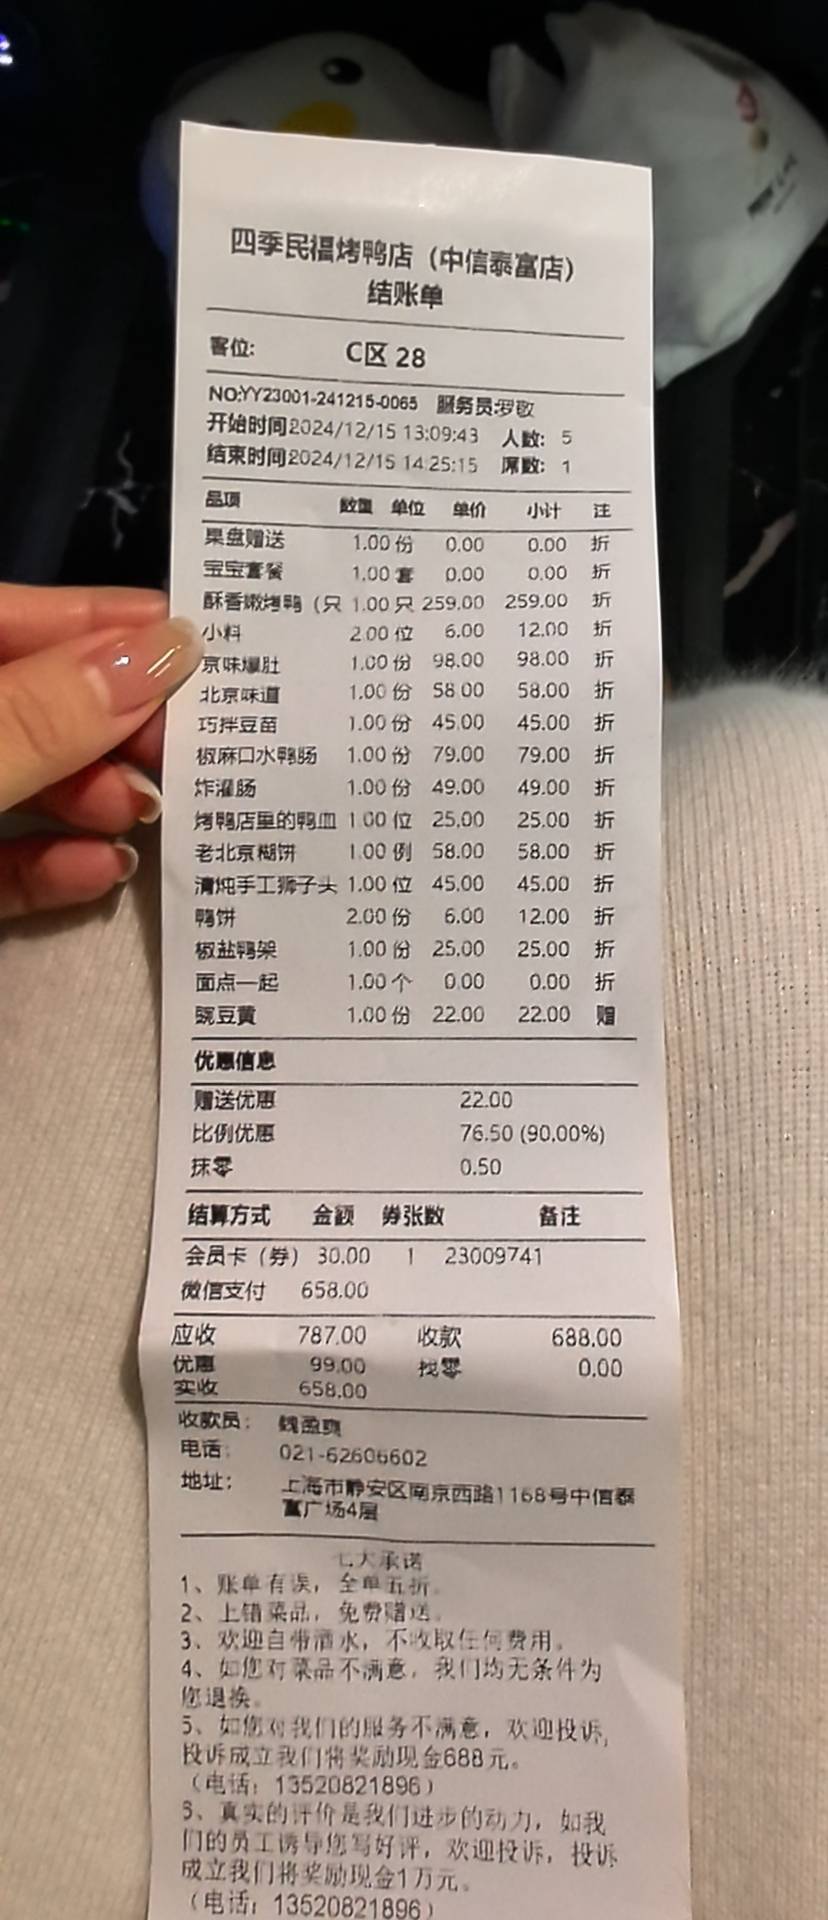 四季民福烤鸭店（中信泰富店）
结账单
客位: C区 28
NO:YY23001-241215-0065 服务员:罗敬
开始时间2024/12/15 13:09:43 人数: 5
结束时间2024/12/15 14:25:15 席数: 1
品项 数量 单位 单价 小计 注
果盘赠送 1.00 份 0.00 0.00 折
宝宝套餐 1.00 套 0.00 0.00 折
酥香嫩烤鸭（只 1.00 只 259.00 259.00 折
小料 2.00 位 6.00 12.00 折
京味爆肚 1.00 份 98.00 98.00 折
北京味道 1.00 份 58.00 58.00 折
巧拌豆苗 1.00 份 45.00 45.00 折
椒麻口水鸭肠 1.00 份 79.00 79.00 折
炸灌肠 1.00 份 49.00 49.00 折
烤鸭店里的鸭血 1.00 位 25.00 25.00 折
老北京糊饼 1.00 例 58.00 58.00 折
清炖手工狮子头 1.00 位 45.00 45.00 折
鸭饼 2.00 份 6.00 12.00 折
椒盐鸭架 1.00 份 25.00 25.00 折
面点一起 1.00 个 0.00 0.00 折
豌豆黄 1.00 份 22.00 22.00 赠
优惠信息
赠送优惠 22.00
比例优惠 76.50 (90.00%)
抹零 0.50
结算方式 金额 券张数 备注
会员卡（券） 30.00 1 23009741
微信支付 658.00
应收 787.00 收款 688.00
优惠 99.00 找零 0.00
实收 658.00
收款员: 魏盈爽
电话: 021-62606602
地址: 上海市静安区南京西路1168号中信泰
富广场4层
七大承诺
1、账单有误，全单五折。
2、上错菜品，免费赠送。
3、欢迎自带酒水，不收取任何费用。
4、如您对菜品不满意，我们均无条件为
您退换。
5、如您对我们的服务不满意，欢迎投诉,
投诉成立我们将奖励现金688元。
（电话：13520821896）
6、真实的评价是我们进步的动力，如我
们的员工诱导您写好评，欢迎投诉，投诉
成立我们将奖励现金1万元。
（电话：13520821896）